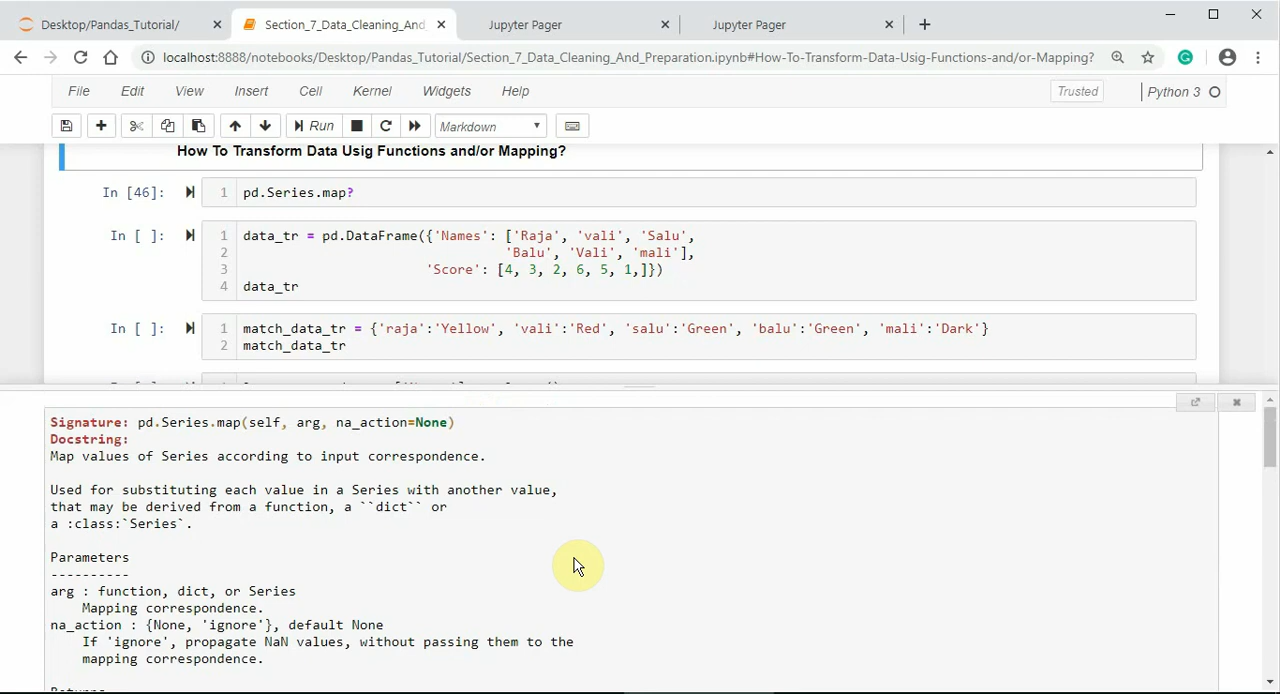 Desktop/Pandas_Tutorial/ Section_7_Data_Cleaning_And_ Jupyter Pager Jupyter Pager
localhost:8888/notebooks/Desktop/Pandas_Tutorial/Section_7_Data_Cleaning_And_Preparation.ipynb#How-To-Transform-Data-Usig-Functions-and/or-Mapping?
File Edit View Insert Cell Kernel Widgets Help Trusted Python 3
Run Markdown
How To Transform Data Usig Functions and/or Mapping?
In [46]: 1 pd.Series.map?
In [ ]: 1 data_tr = pd.DataFrame({'Names': ['Raja', 'vali', 'Salu',
2 'Balu', 'Vali', 'mali'],
3 'Score': [4, 3, 2, 6, 5, 1,]})
4 data_tr
In [ ]: 1 match_data_tr = {'raja':'Yellow', 'vali':'Red', 'salu':'Green', 'balu':'Green', 'mali':'Dark'}
2 match_data_tr
Signature: pd.Series.map(self, arg, na_action=None)
Docstring:
Map values of Series according to input correspondence.
Used for substituting each value in a Series with another value,
that may be derived from a function, a ``dict`` or
a :class:`Series`.
Parameters
----------
arg : function, dict, or Series
Mapping correspondence.
na_action : {None, 'ignore'}, default None
If 'ignore', propagate NaN values, without passing them to the
mapping correspondence.